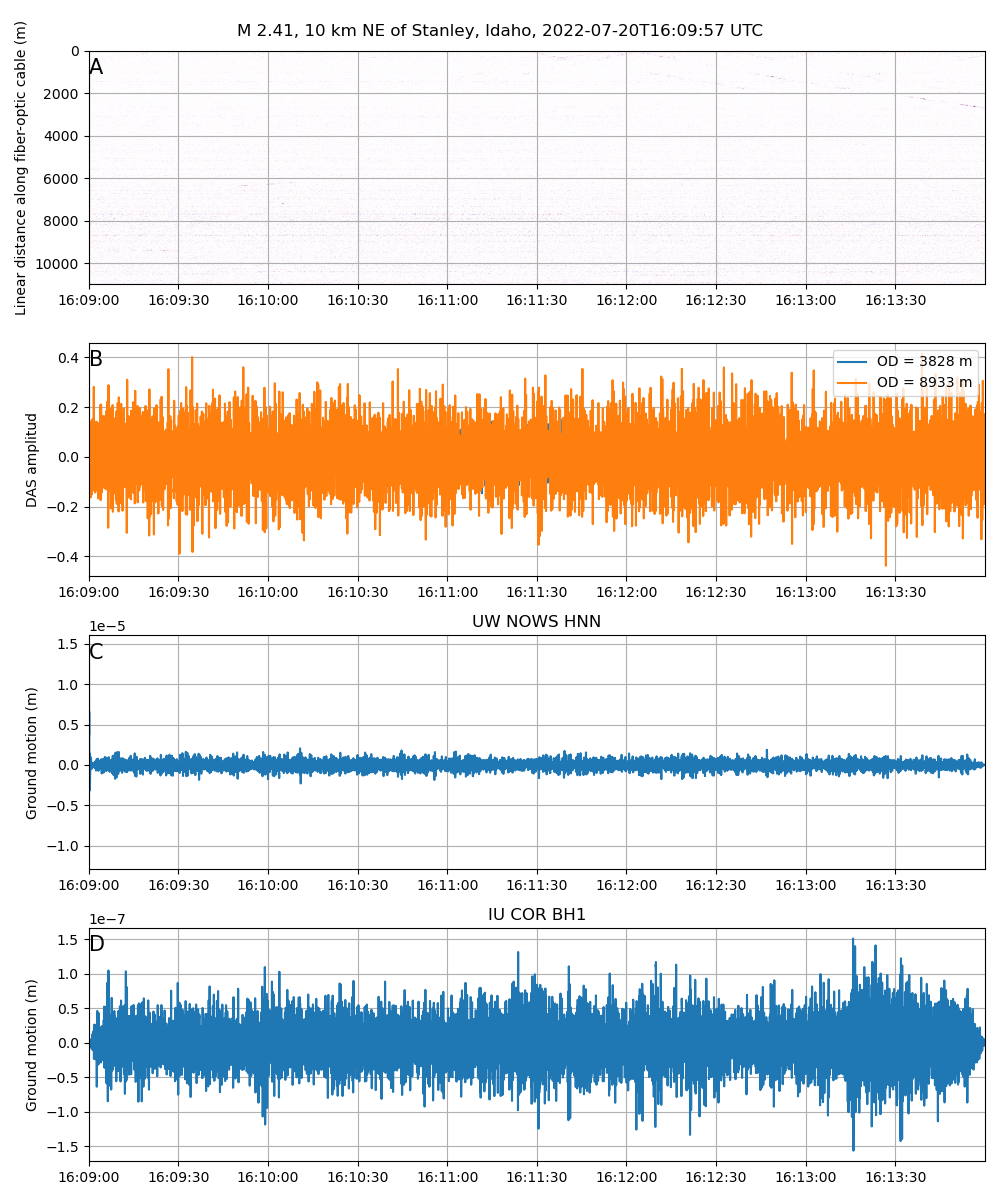 M 2.41, 10 km NE of Stanley, Idaho, 2022-07-20T16:09:57 UTC
A
Linear distance along fiber-optic cable (m)
0
2000
4000
6000
8000
10000
16:09:00 16:09:30 16:10:00 16:10:30 16:11:00 16:11:30 16:12:00 16:12:30 16:13:00 16:13:30
B
DAS amplitud
0.4
0.2
0.0
−0.2
−0.4
OD = 3828 m
OD = 8933 m
16:09:00 16:09:30 16:10:00 16:10:30 16:11:00 16:11:30 16:12:00 16:12:30 16:13:00 16:13:30
UW NOWS HNN
1e−5
C
Ground motion (m)
1.5
1.0
0.5
0.0
−0.5
−1.0
16:09:00 16:09:30 16:10:00 16:10:30 16:11:00 16:11:30 16:12:00 16:12:30 16:13:00 16:13:30
IU COR BH1
1e−7
D
Ground motion (m)
1.5
1.0
0.5
0.0
−0.5
−1.0
−1.5
16:09:00 16:09:30 16:10:00 16:10:30 16:11:00 16:11:30 16:12:00 16:12:30 16:13:00 16:13:30